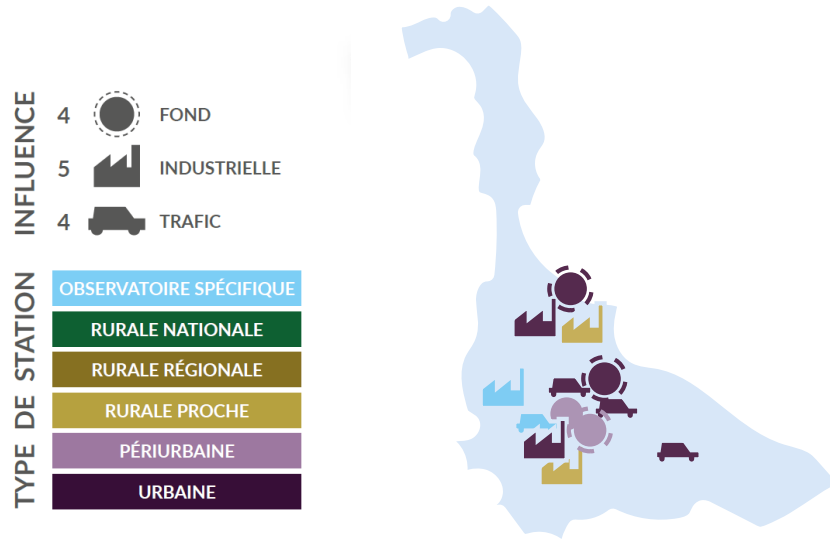 INFLUENCE
4 FOND
5 INDUSTRIELLE
4 TRAFIC
TYPE DE STATION
OBSERVATOIRE SPÉCIFIQUE
RURALE NATIONALE
RURALE RÉGIONALE
RURALE PROCHE
PÉRIURBAINE
URBAINE